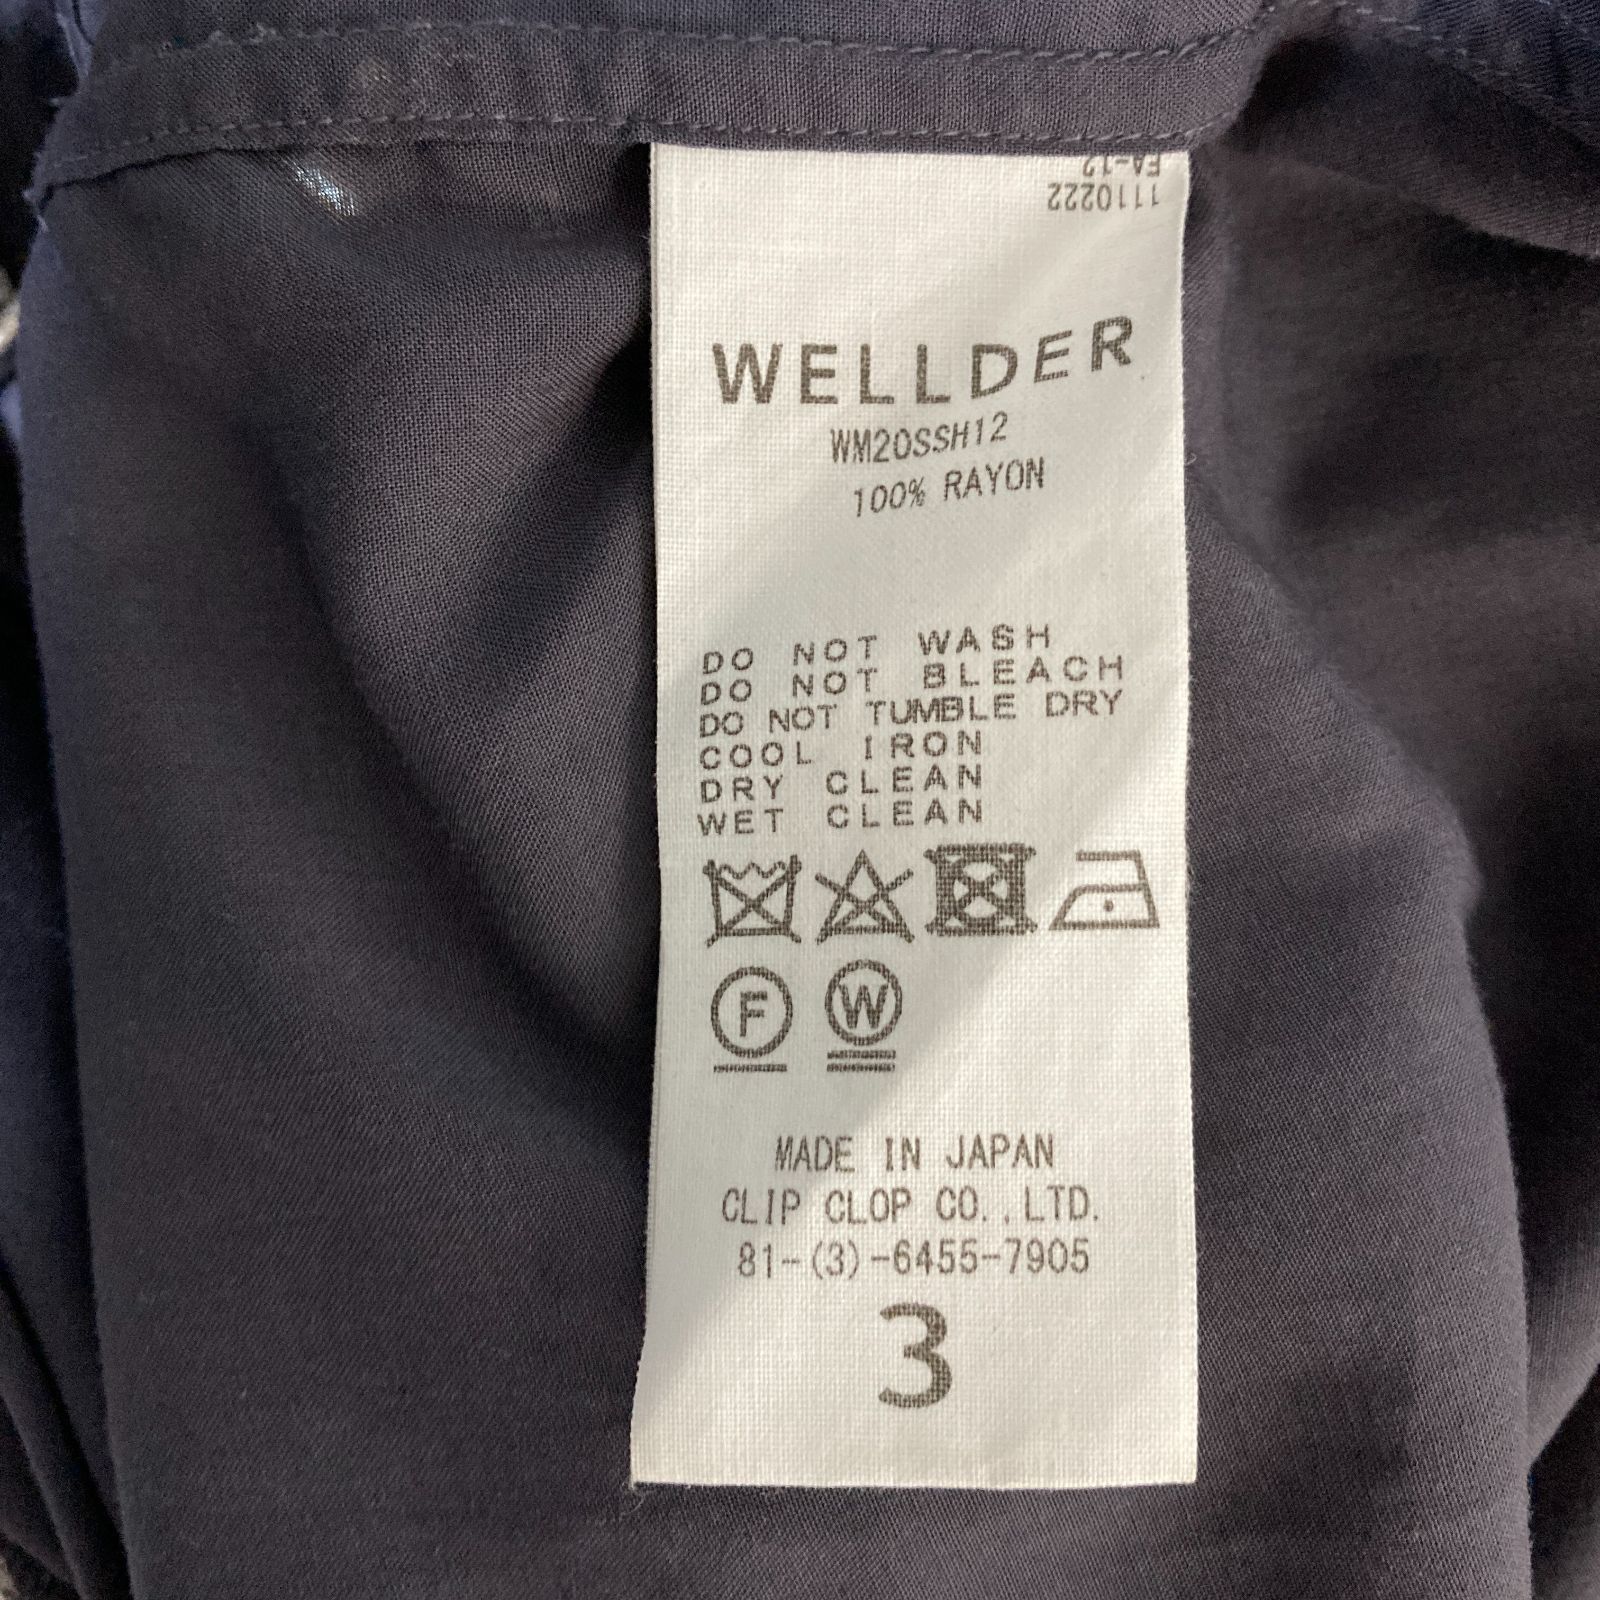 EA-12
1110222
WELLDER
WM20SSH12
100% RAYON
DO NOT WASH
DO NOT BLEACH
DO NOT TUMBLE DRY
COOL IRON
DRY CLEAN
WET CLEAN
F W
MADE IN JAPAN
CLIP CLOP CO.,LTD.
81-(3)-6455-7905
3